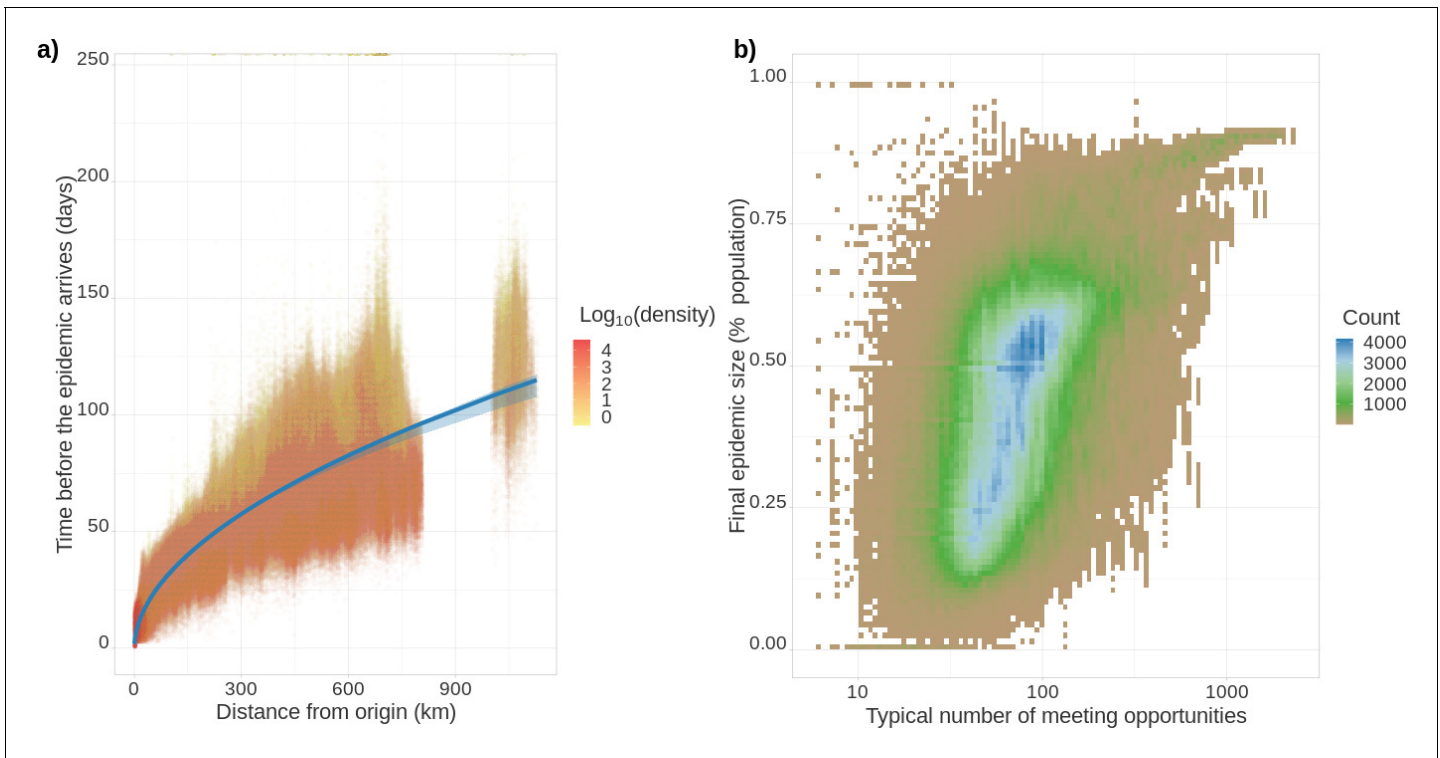 a)
250
200
150
100
50
0
Time before the epidemic arrives (days)
0 300 600 900
Distance from origin (km)
Log10(density)
4
3
2
1
0
b)
1.00
0.75
0.50
0.25
0.00
Final epidemic size (% population)
10 100 1000
Typical number of meeting opportunities
Count
4000
3000
2000
1000